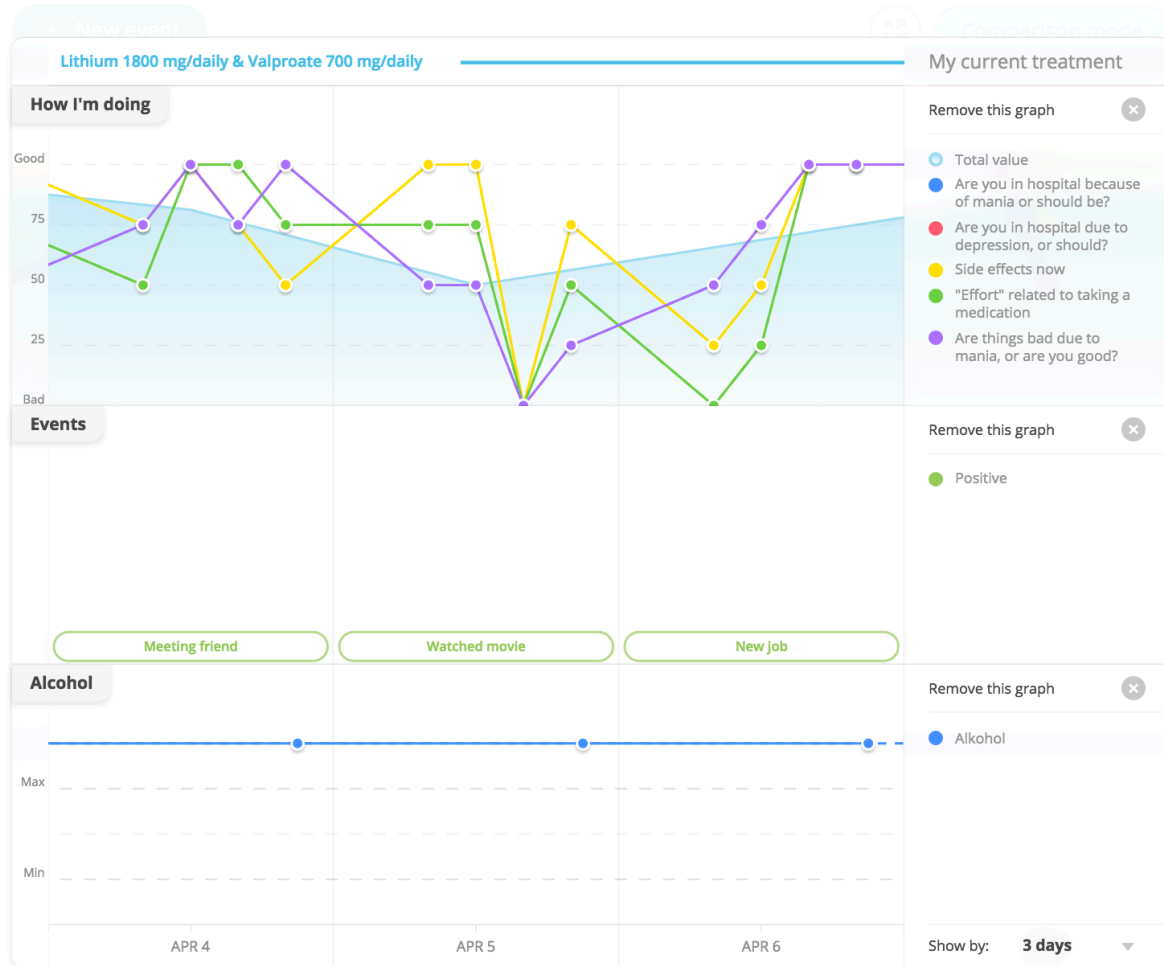 + New event
Comparison mode
Lithium 1800 mg/daily & Valproate 700 mg/daily
My current treatment
How I'm doing
Remove this graph
Good
75
50
25
Bad
Total value
Are you in hospital because
of mania or should be?
Are you in hospital due to
depression, or should?
Side effects now
"Effort" related to taking a
medication
Are things bad due to
mania, or are you good?
Events
Remove this graph
Positive
Meeting friend
Watched movie
New job
Alcohol
Remove this graph
Alkohol
Max
Min
APR 4
APR 5
APR 6
Show by:
3 days